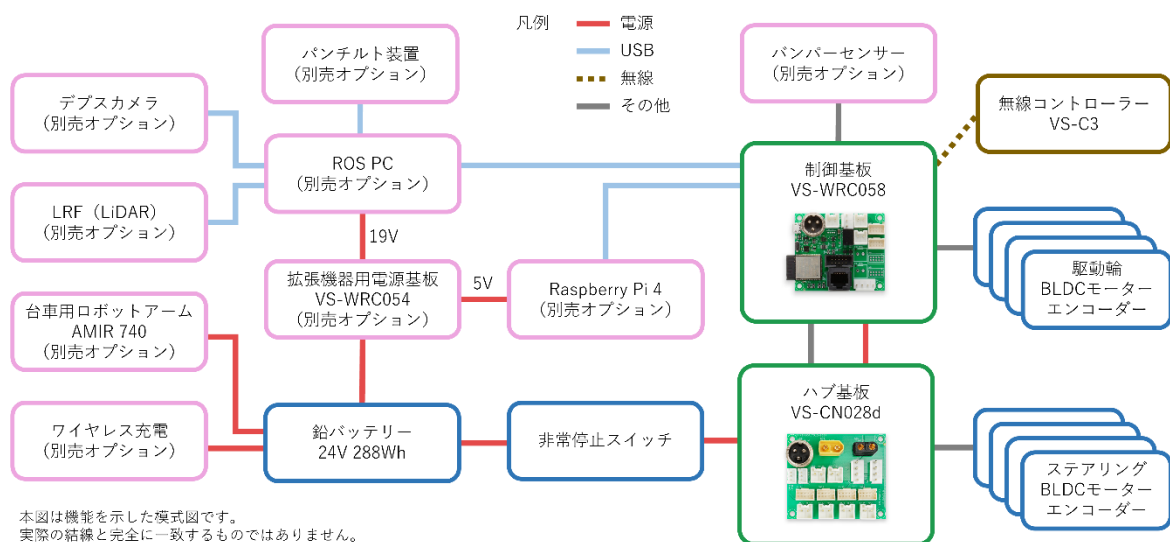 凡例
電源
USB
無線
その他
パンチルト装置
(別売オプション)
バンパーセンサー
(別売オプション)
デプスカメラ
(別売オプション)
無線コントローラー
VS-C3
ROS PC
(別売オプション)
制御基板
VS-WRC058
LRF（LiDAR）
(別売オプション)
19V
拡張機器用電源基板
VS-WRC054
(別売オプション)
5V
Raspberry Pi 4
(別売オプション)
駆動輪
BLDCモーター
エンコーダー
台車用ロボットアーム
AMIR 740
(別売オプション)
ハブ基板
VS-CN028d
ワイヤレス充電
(別売オプション)
鉛バッテリー
24V 288Wh
非常停止スイッチ
ステアリング
BLDCモーター
エンコーダー
本図は機能を示した模式図です。
実際の結線と完全に一致するものではありません。